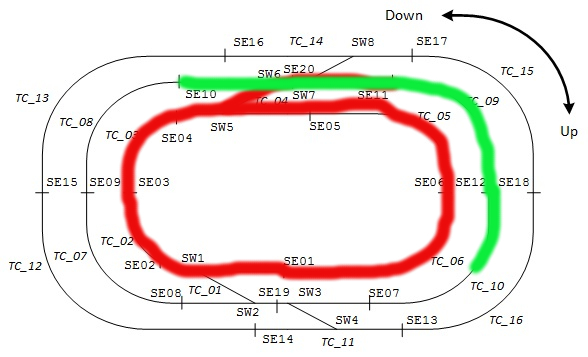 Down
SE16 TC_14 SW8 SE17
TC_15
SW6 SE20
TC_13
SE10 TC_04 SW7 SE11 TC_09
TC_08
SW5 SE05 TC_05
Up
SE04
SE15 SE09 SE03 SE06 SE12 SE18
TC_02
TC_12 TC_07
SE02 SW1 SE01 TC_06
SE08 TC_01 SE19 SW3 SE07 TC_10
SW2 SW4 SE13 TC_16
SE14 TC_11